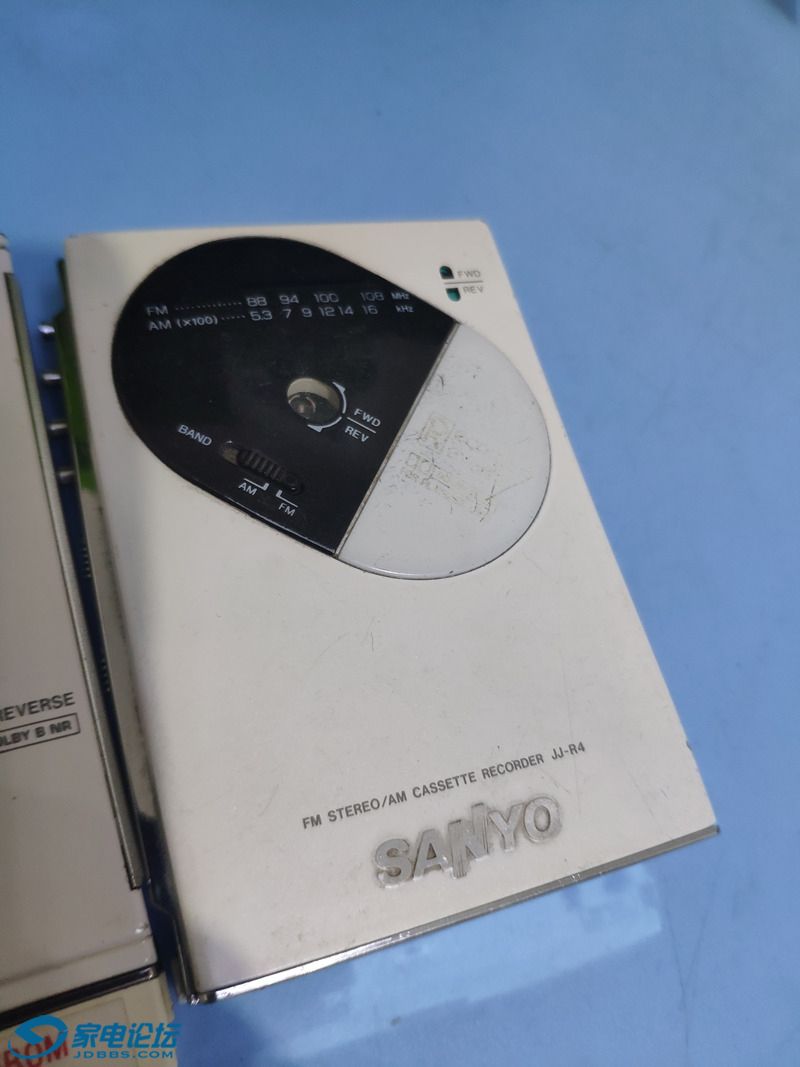 FWD
REV
FM ............ 88 94 100 108 MHz
AM (×100) ..... 5.3 7 9 12 14 16 kHz
FWD
REV
BAND
AM
FM
REVERSE
DOLBY B NR
FM STEREO/AM CASSETTE RECORDER JJ-R4
SANYO
家电论坛
JDBBS.COM